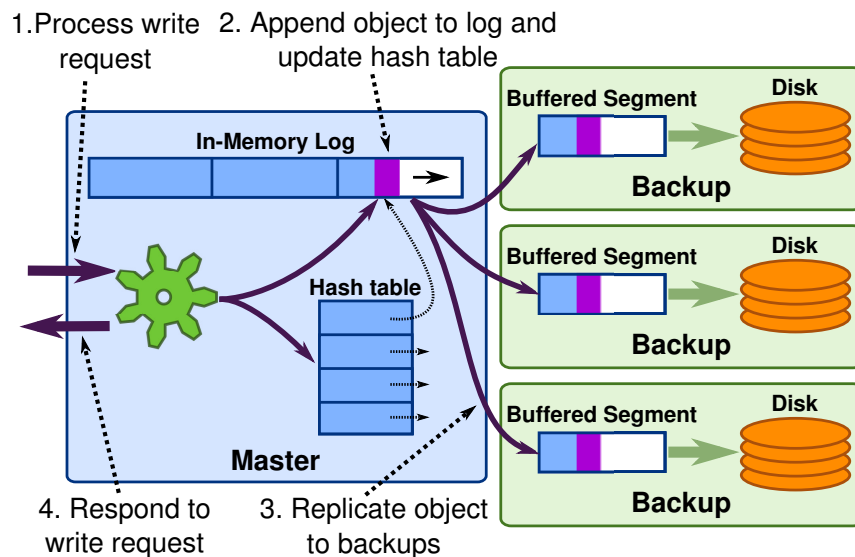 1.Process write
request
2. Append object to log and
update hash table
In-Memory Log
Hash table
Master
Buffered Segment
Disk
Backup
Buffered Segment
Disk
Backup
Buffered Segment
Disk
Backup
4. Respond to
write request
3. Replicate object
to backups